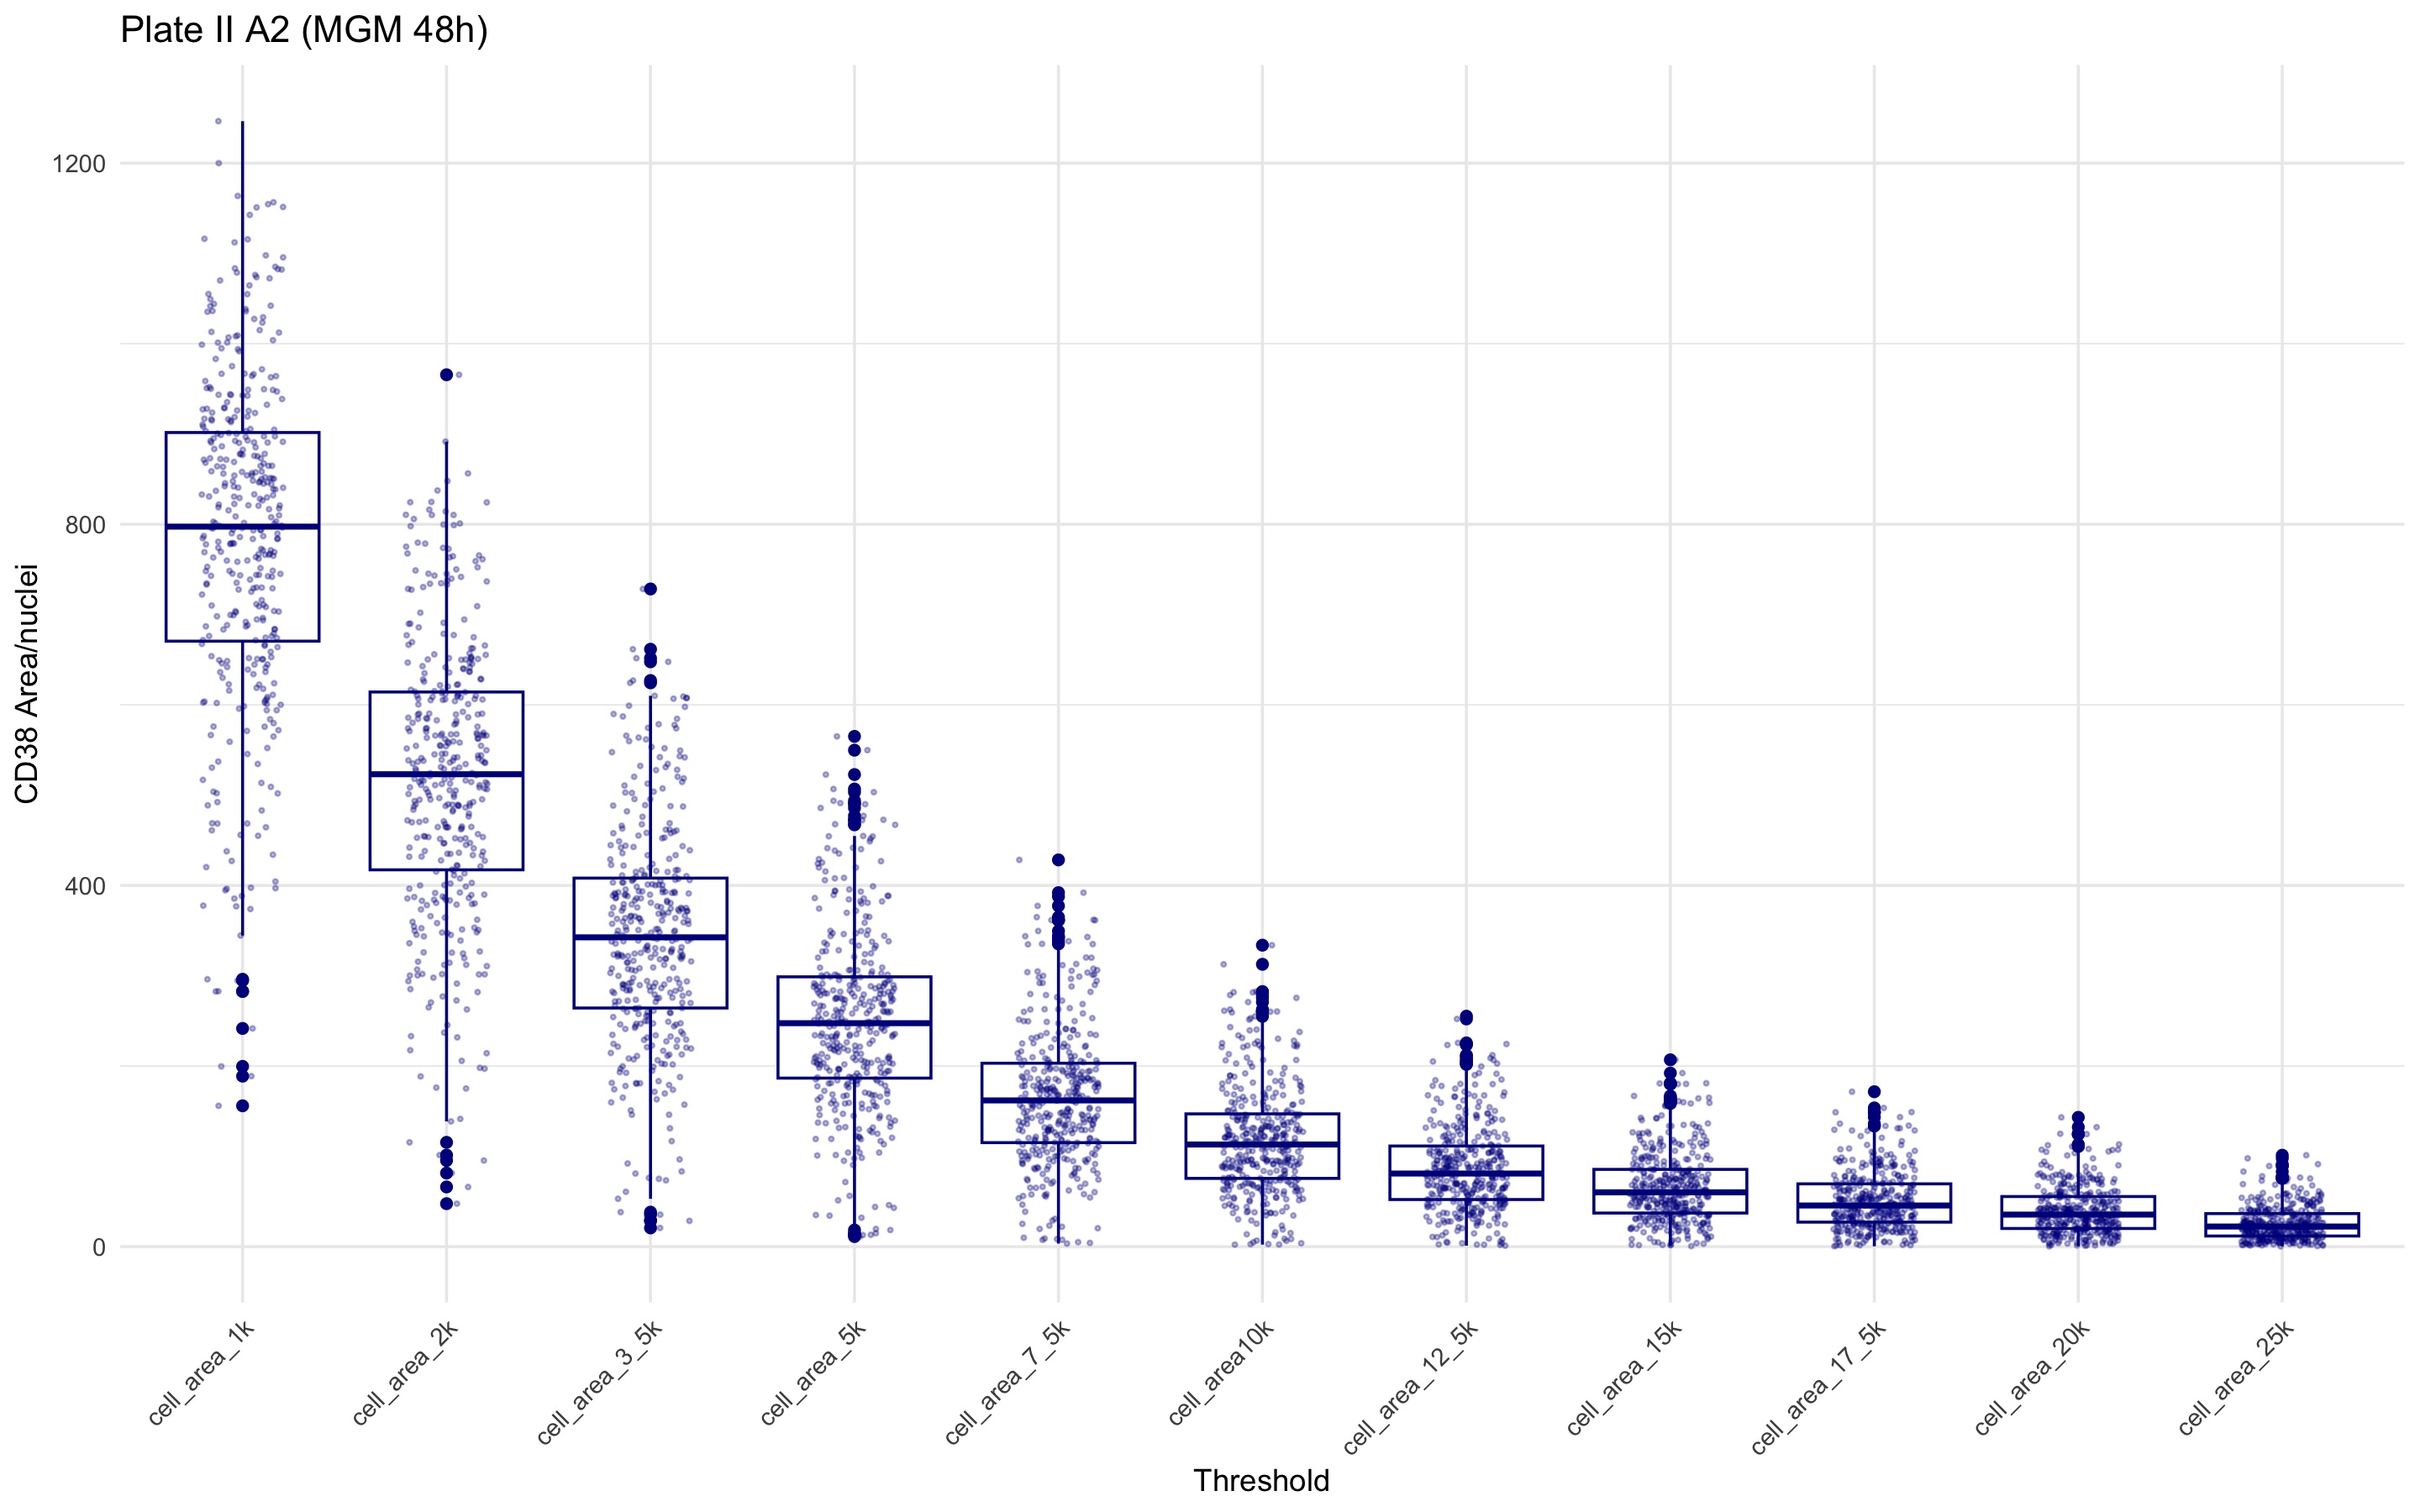 Plate II A2 (MGM 48h)
CD38 Area/nuclei
1200
800
400
0
cell_area_1k
cell_area_2k
cell_area_3_5k
cell_area_5k
cell_area_7_5k
cell_area10k
cell_area_12_5k
cell_area_15k
cell_area_17_5k
cell_area_20k
cell_area_25k
Threshold